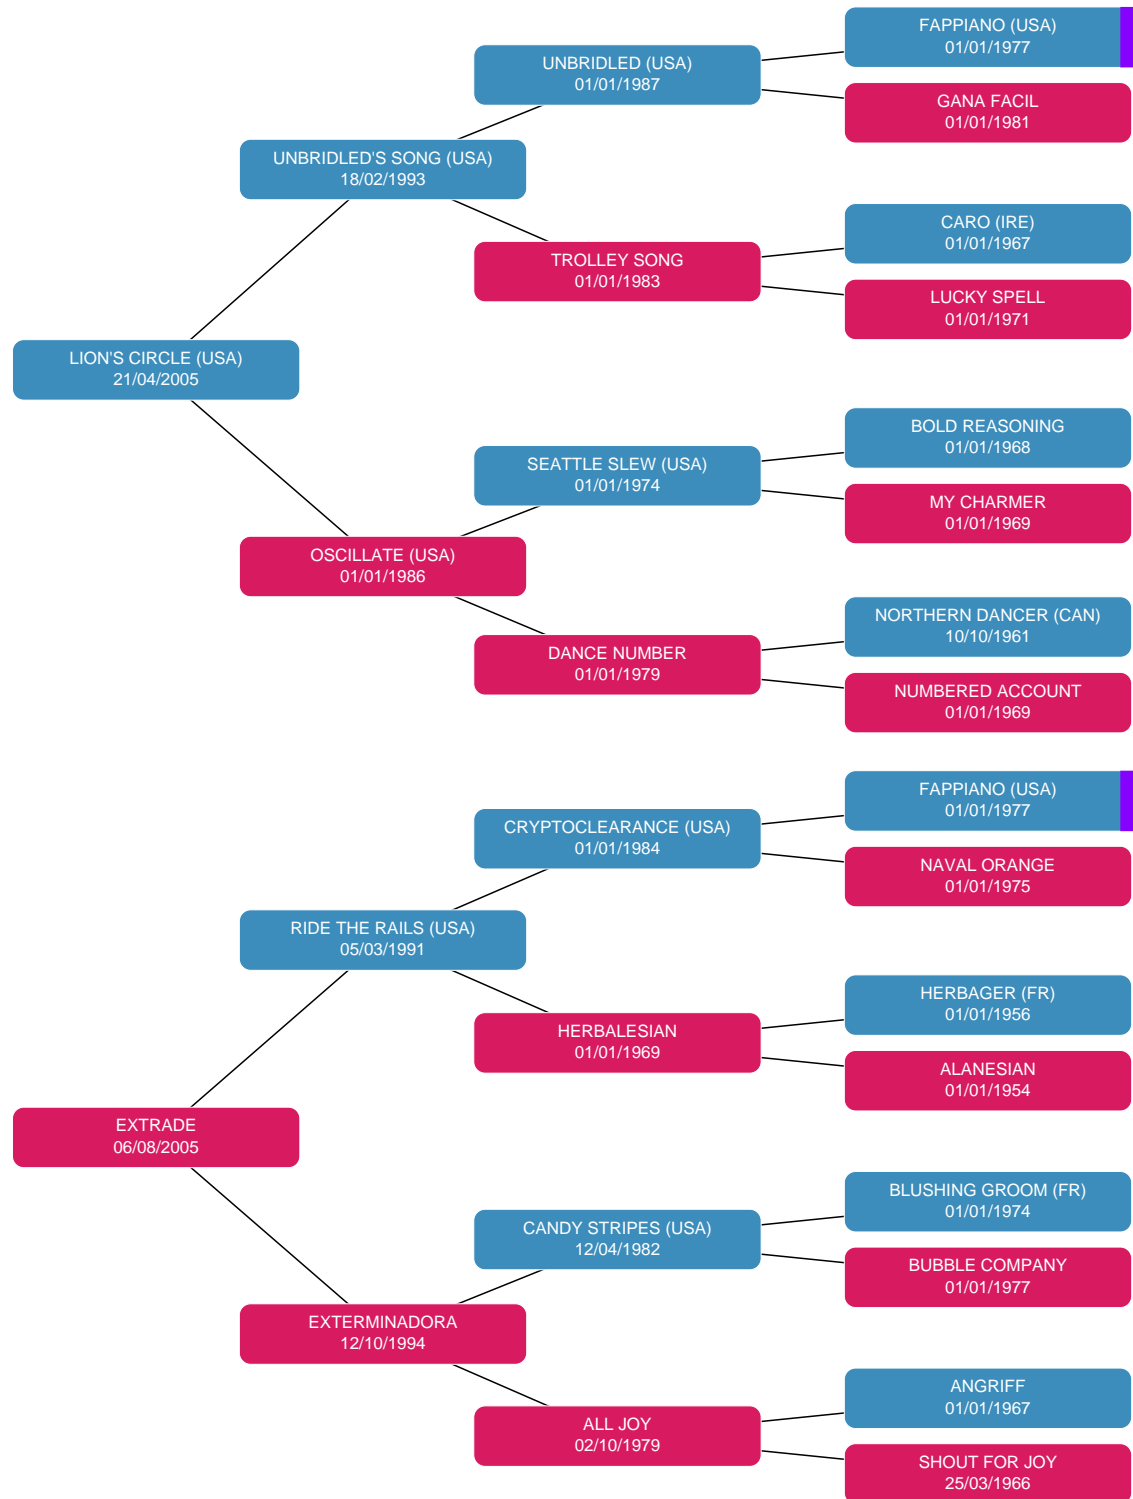 FAPPIANO (USA)
01/01/1977
UNBRIDLED (USA)
01/01/1987
GANA FACIL
01/01/1981
UNBRIDLED'S SONG (USA)
18/02/1993
CARO (IRE)
01/01/1967
TROLLEY SONG
01/01/1983
LUCKY SPELL
01/01/1971
LION'S CIRCLE (USA)
21/04/2005
BOLD REASONING
01/01/1968
SEATTLE SLEW (USA)
01/01/1974
MY CHARMER
01/01/1969
OSCILLATE (USA)
01/01/1986
NORTHERN DANCER (CAN)
10/10/1961
DANCE NUMBER
01/01/1979
NUMBERED ACCOUNT
01/01/1969
FAPPIANO (USA)
01/01/1977
CRYPTOCLEARANCE (USA)
01/01/1984
NAVAL ORANGE
01/01/1975
RIDE THE RAILS (USA)
05/03/1991
HERBAGER (FR)
01/01/1956
HERBALESIAN
01/01/1969
ALANESIAN
01/01/1954
EXTRADE
06/08/2005
BLUSHING GROOM (FR)
01/01/1974
CANDY STRIPES (USA)
12/04/1982
BUBBLE COMPANY
01/01/1977
EXTERMINADORA
12/10/1994
ANGRIFF
01/01/1967
ALL JOY
02/10/1979
SHOUT FOR JOY
25/03/1966